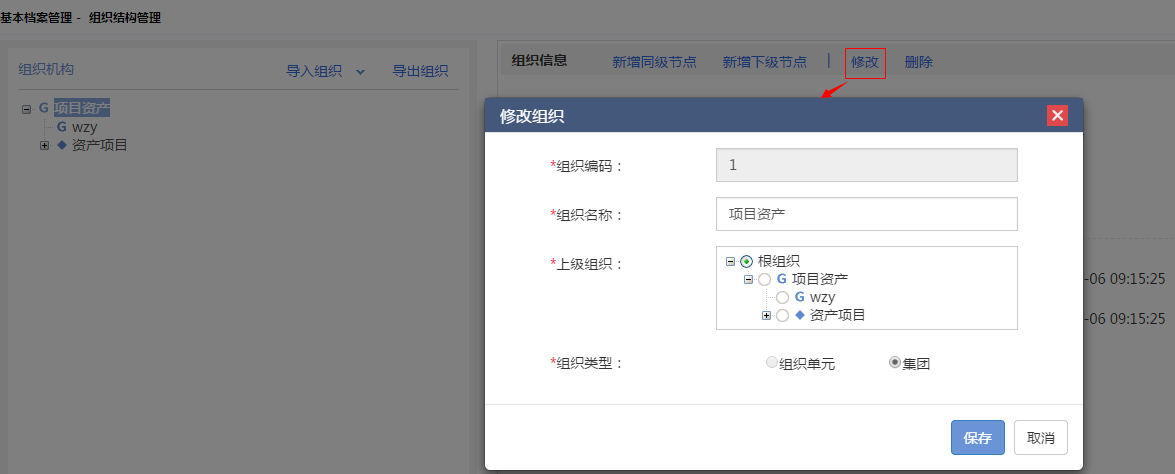 基本档案管理 - 组织结构管理
组织机构 导入组织 导出组织
G 项目资产
G wzy
资产项目
组织信息 新增同级节点 新增下级节点 | 修改 删除
修改组织
*组织编码： 1
*组织名称： 项目资产
*上级组织： 根组织
G 项目资产
G wzy
资产项目
*组织类型： 组织单元 集团
保存 取消
-06 09:15:25
-06 09:15:25